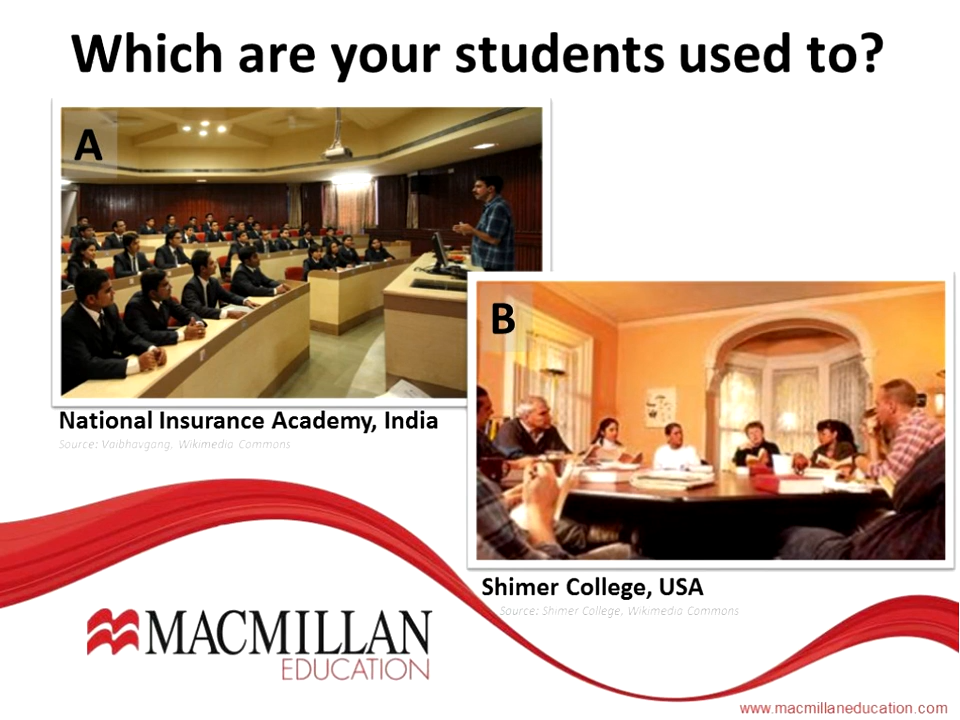 Which are your students used to?
A
National Insurance Academy, India
Source: Vaibhavgang, Wikimedia Commons
B
Shimer College, USA
Source: Shimer College, Wikimedia Commons
MACMILLAN
EDUCATION
www.macmillaneducation.com